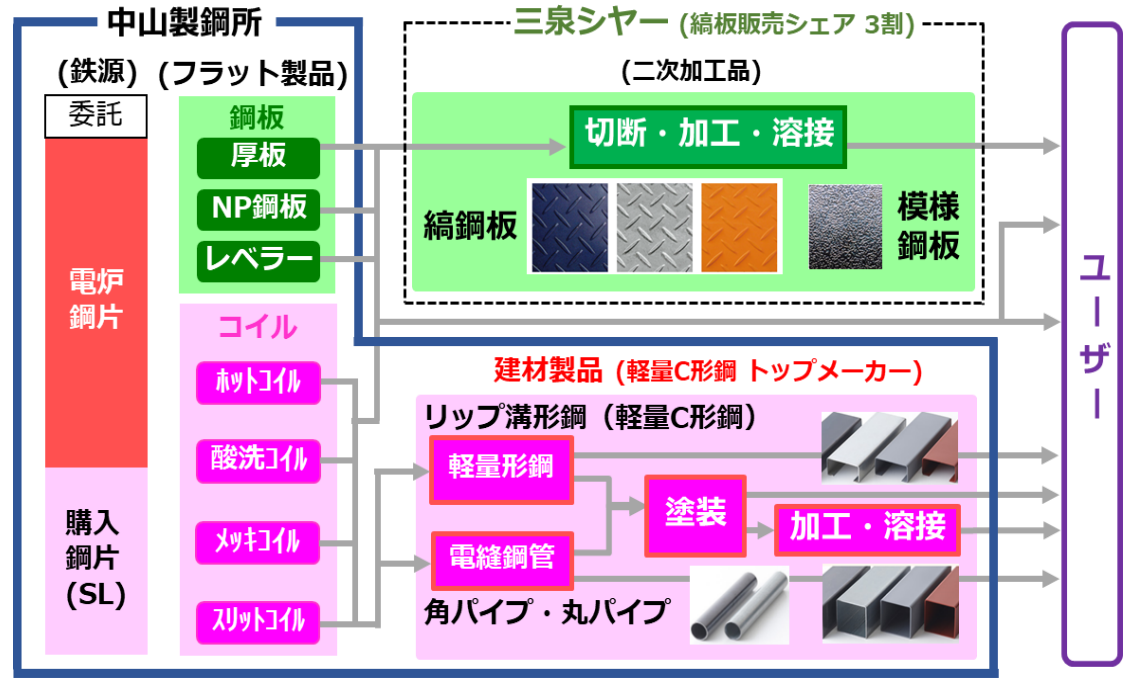 中山製鋼所
(鉄源)
(フラット製品)
委託
電炉
鋼片
購入
鋼片
(SL)
鋼板
厚板
NP鋼板
レベラー
コイル
ﾎｯﾄｺｲﾙ
酸洗ｺｲﾙ
ﾒｯｷｺｲﾙ
ｽﾘｯﾄｺｲﾙ
三泉シヤー (縞板販売シェア 3割)
(二次加工品)
切断・加工・溶接
縞鋼板
模様
鋼板
建材製品 (軽量C形鋼 トップメーカー)
リップ溝形鋼（軽量C形鋼）
軽量形鋼
塗装
加工・溶接
電縫鋼管
角パイプ・丸パイプ
ユーザー